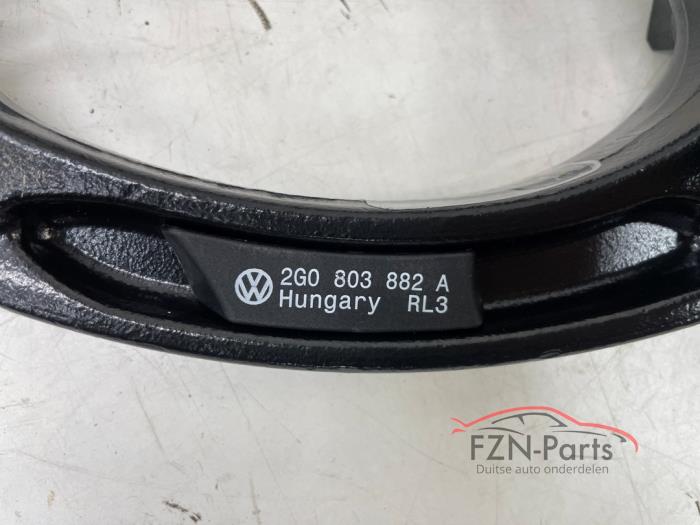 2G0 803 882 A
Hungary RL3
FZN-Parts
Duitse auto onderdelen